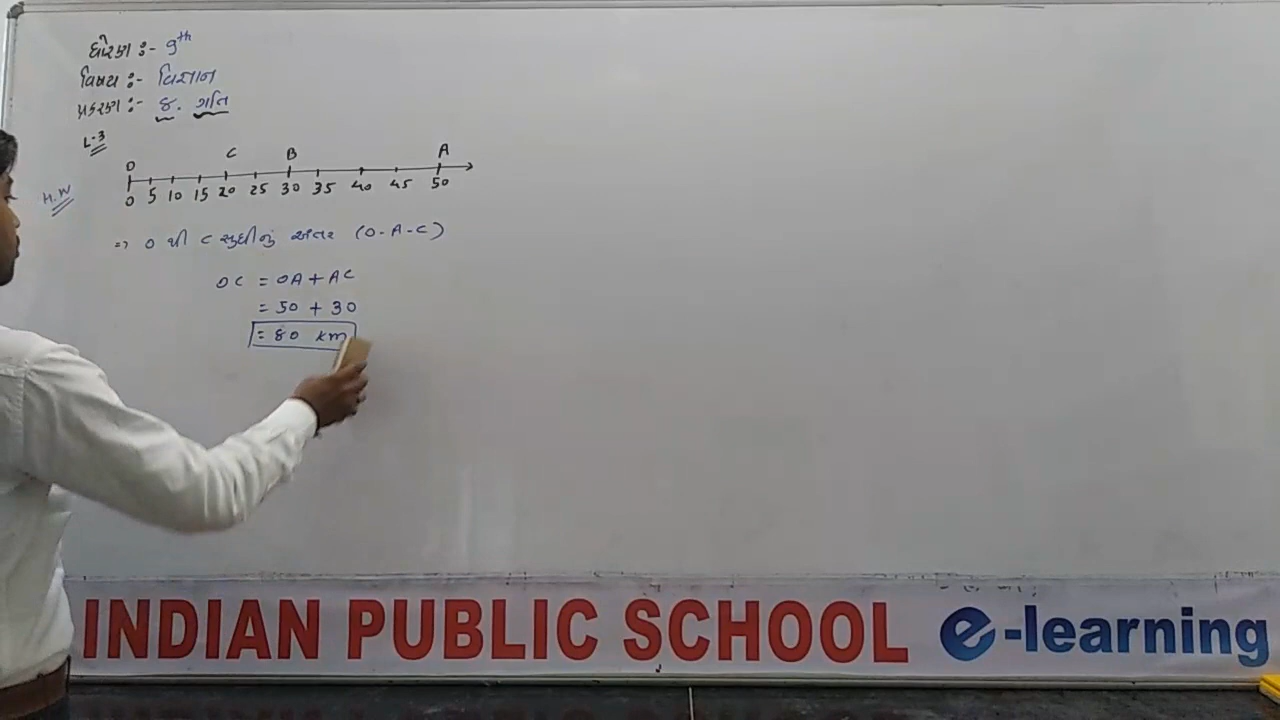 ધોરણ :- 9th
વિષય :- વિજ્ઞાન
પ્રકરણ :- ૪. ગતિ
L-3
O C B A
0 5 10 15 20 25 30 35 40 45 50
H.W
=> O થી C સુધીનું અંતર (O-A-C)
OC = OA + AC
= 50 + 30
= 80 km
INDIAN PUBLIC SCHOOL e-learning